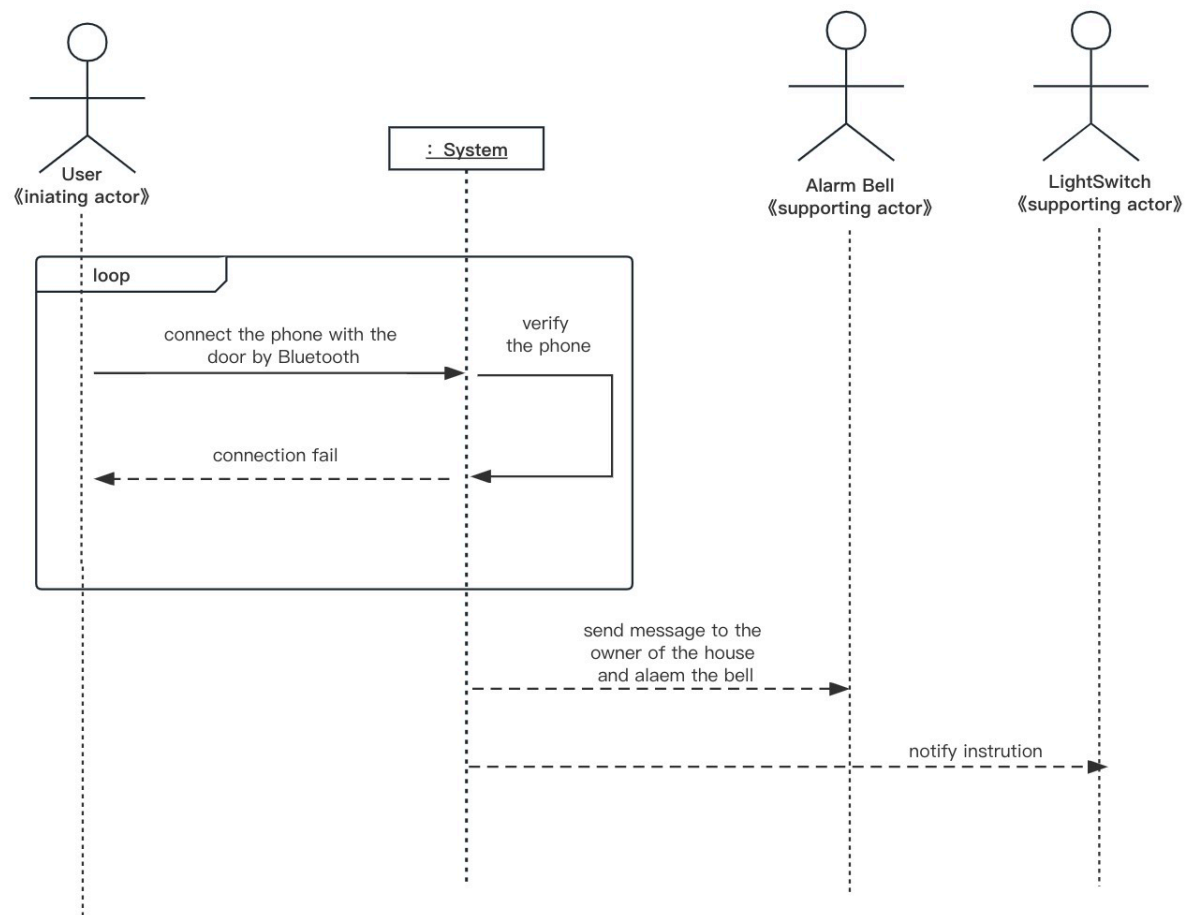 User
《iniating actor》
: System
Alarm Bell
《supporting actor》
LightSwitch
《supporting actor》
loop
connect the phone with the
door by Bluetooth
verify
the phone
connection fail
send message to the
owner of the house
and alaem the bell
notify instrution